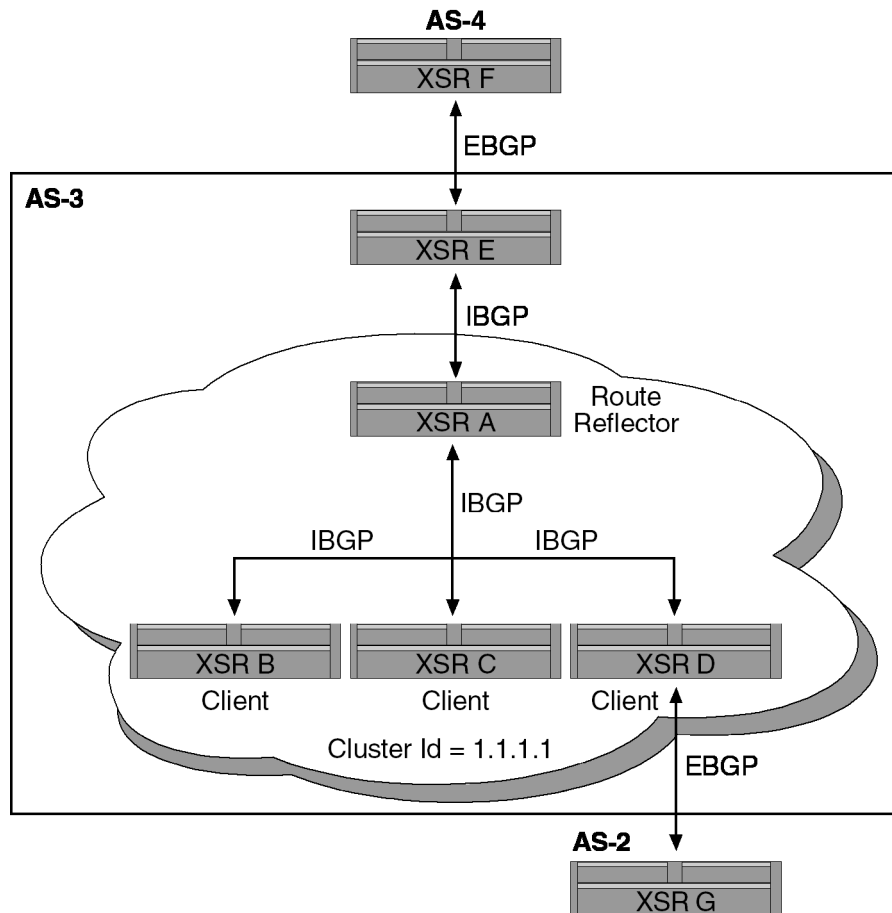 AS-4
XSR F
EBGP
AS-3
XSR E
IBGP
XSR A
Route
Reflector
IBGP
IBGP
IBGP
XSR B
XSR C
XSR D
Client
Client
Client
Cluster Id = 1.1.1.1
EBGP
AS-2
XSR G